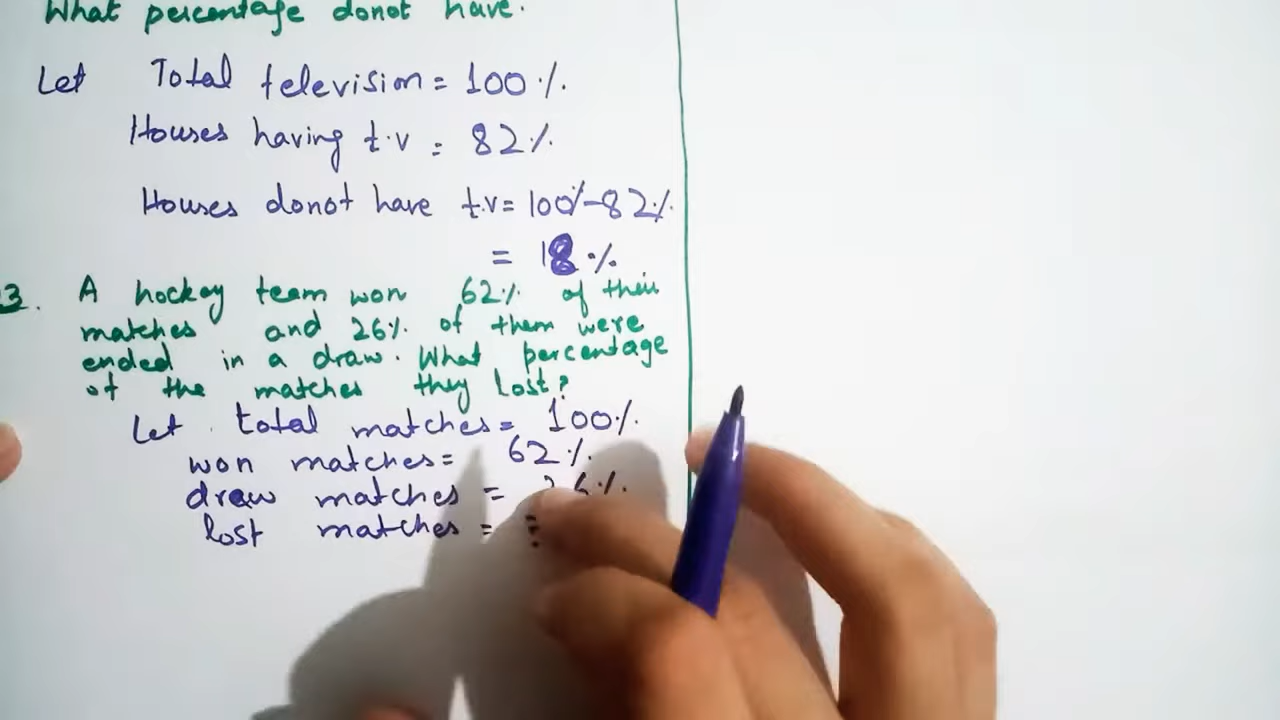 What percentage donot have.
Let Total television = 100%.
Houses having t.v = 82%.
Houses donot have t.v = 100%-82%.
= 18%.
3. A hockey team won 62% of their
matches and 26% of them were
ended in a draw. What percentage
of the matches they lost?
Let total matches = 100%.
won matches = 62%.
draw matches = 26%.
lost matches = ?